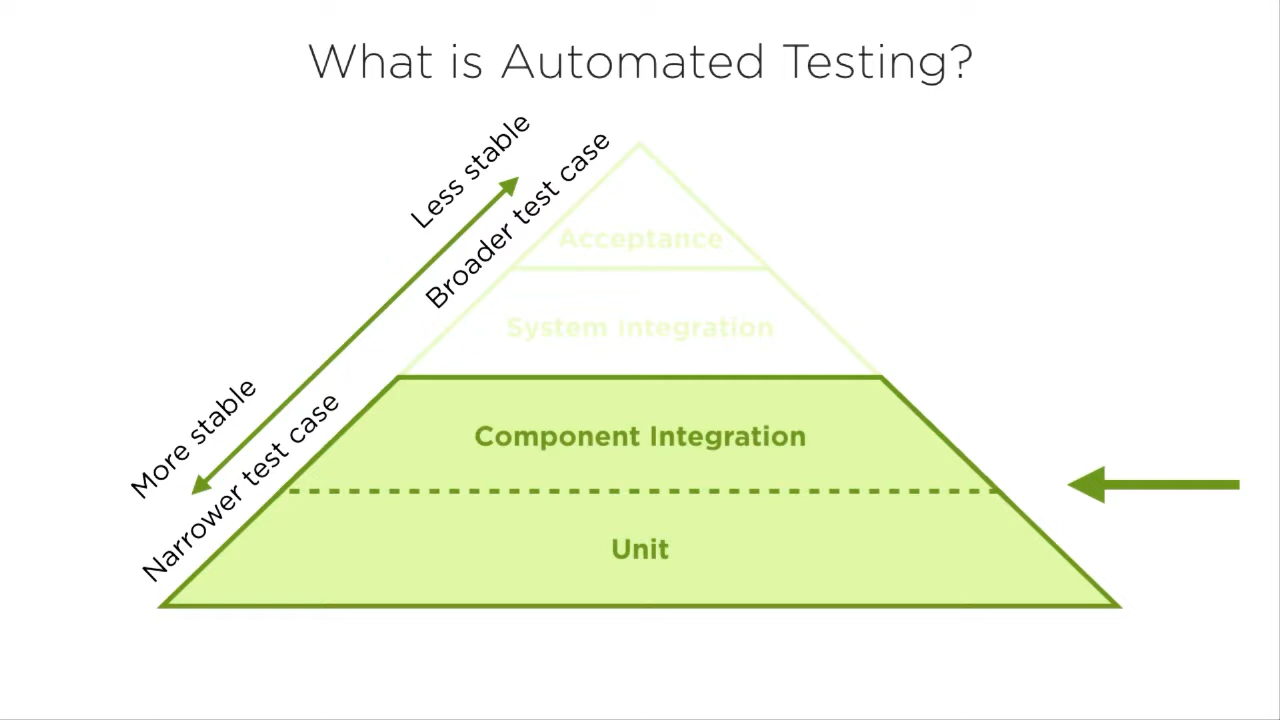 What is Automated Testing?
Less stable
Broader test case
Acceptance
System Integration
More stable
Narrower test case
Component Integration
Unit